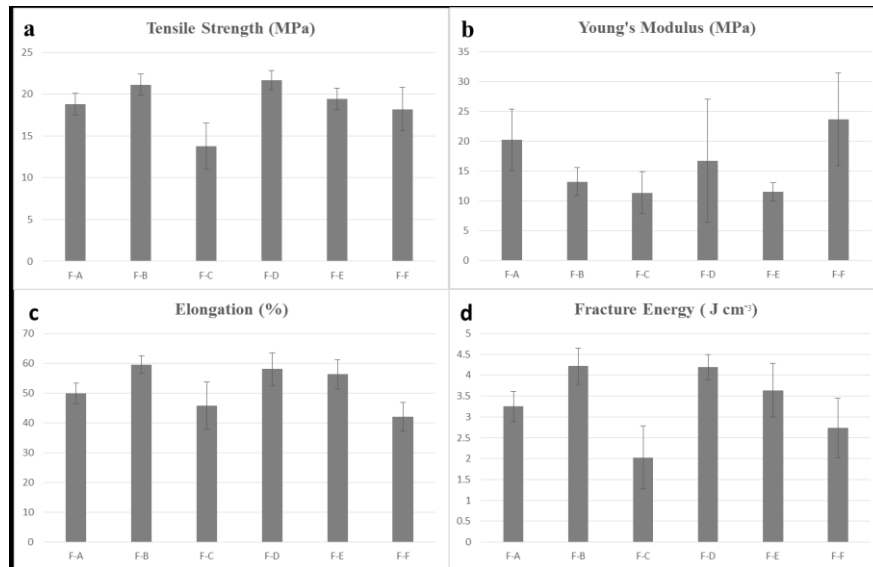 a
Tensile Strength (MPa)
25
20
15
10
5
0
F-A F-B F-C F-D F-E F-F
b
Young's Modulus (MPa)
35
30
25
20
15
10
5
0
F-A F-B F-C F-D F-E F-F
c
Elongation (%)
70
60
50
40
30
20
10
0
F-A F-B F-C F-D F-E F-F
d
Fracture Energy ( J cm⁻³)
5
4.5
4
3.5
3
2.5
2
1.5
1
0.5
0
F-A F-B F-C F-D F-E F-F